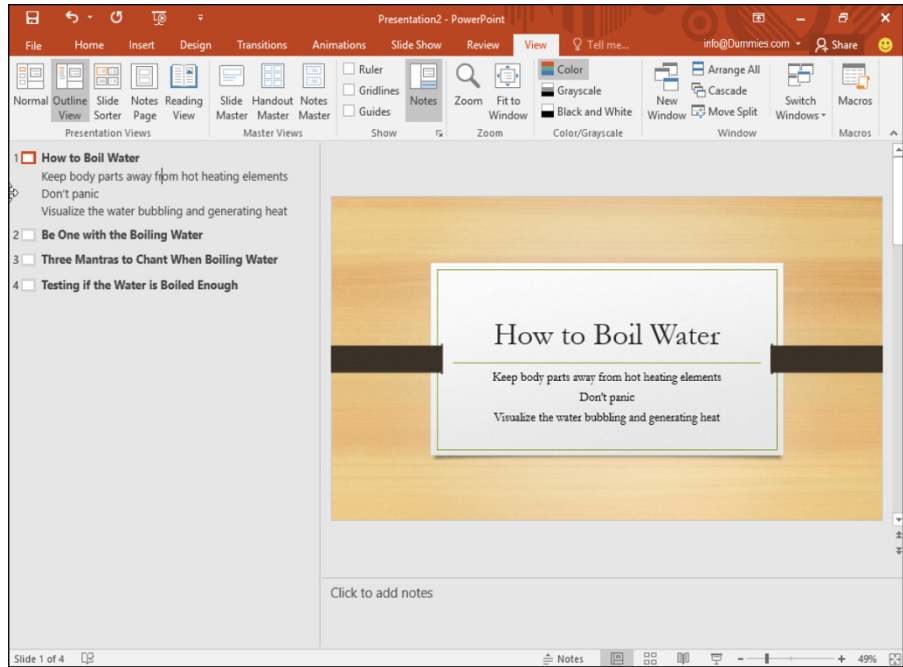 Presentation2 - PowerPoint
File Home Insert Design Transitions Animations Slide Show Review View Tell me... info@Dummies.com Share
Normal Outline View Slide Sorter Notes Page Reading View
Presentation Views
Slide Master Handout Master Notes Master
Master Views
Ruler
Gridlines
Guides
Notes
Show
Zoom Fit to Window
Zoom
Color
Grayscale
Black and White
Color/Grayscale
New Window
Arrange All
Cascade
Move Split
Switch Windows
Window
Macros
Macros
1 How to Boil Water
Keep body parts away from hot heating elements
Don't panic
Visualize the water bubbling and generating heat
2 Be One with the Boiling Water
3 Three Mantras to Chant When Boiling Water
4 Testing if the Water is Boiled Enough
How to Boil Water
Keep body parts away from hot heating elements
Don't panic
Visualize the water bubbling and generating heat
Click to add notes
Slide 1 of 4 Notes 49%